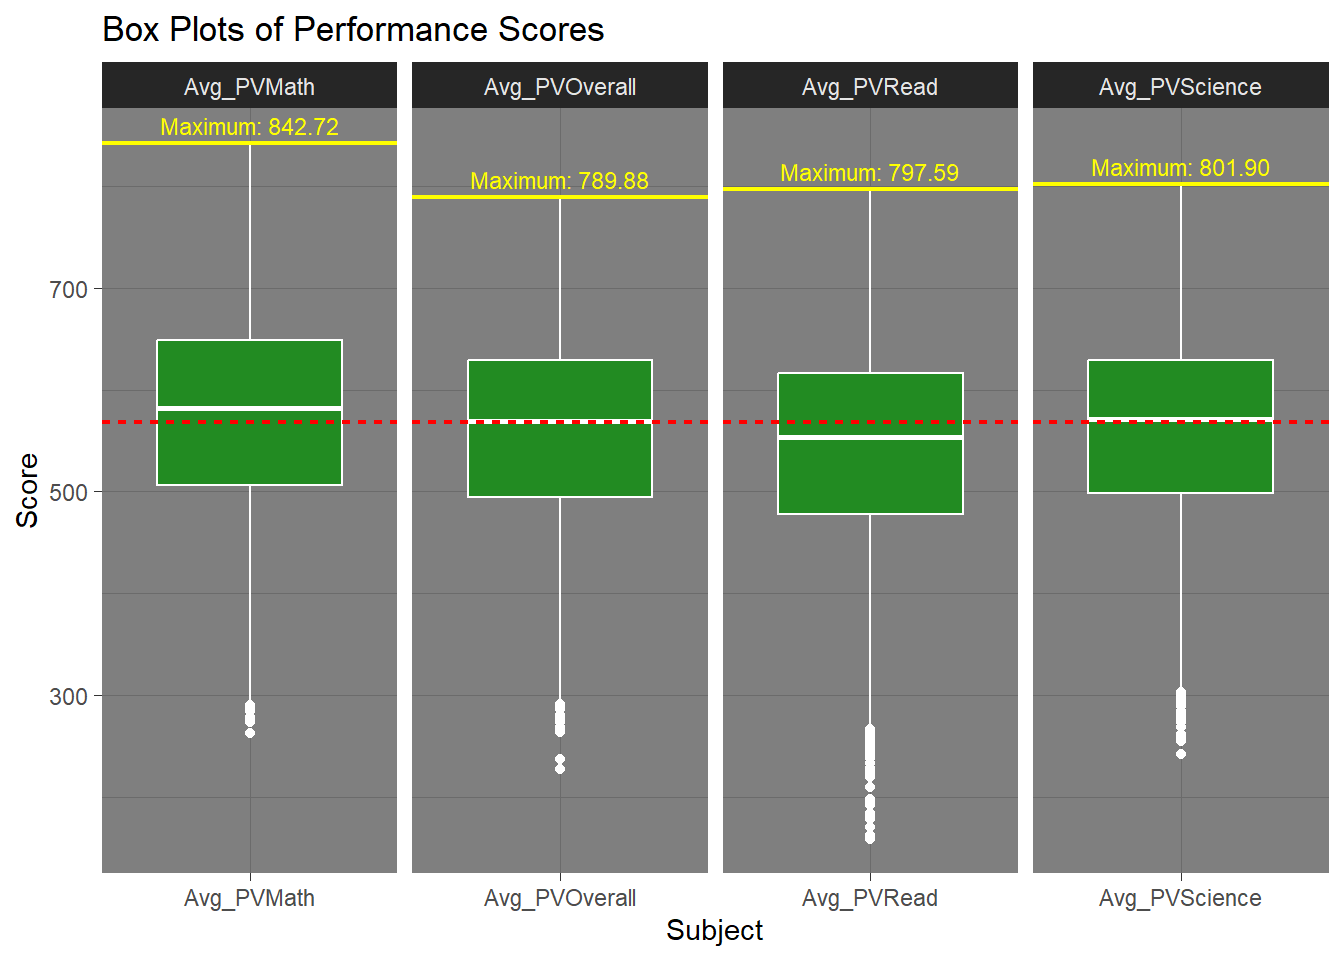 Box Plots of Performance Scores
Avg_PVMath
Avg_PVOverall
Avg_PVRead
Avg_PVScience
Maximum: 842.72
Maximum: 789.88
Maximum: 797.59
Maximum: 801.90
700
500
300
Score
Avg_PVMath
Avg_PVOverall
Avg_PVRead
Avg_PVScience
Subject